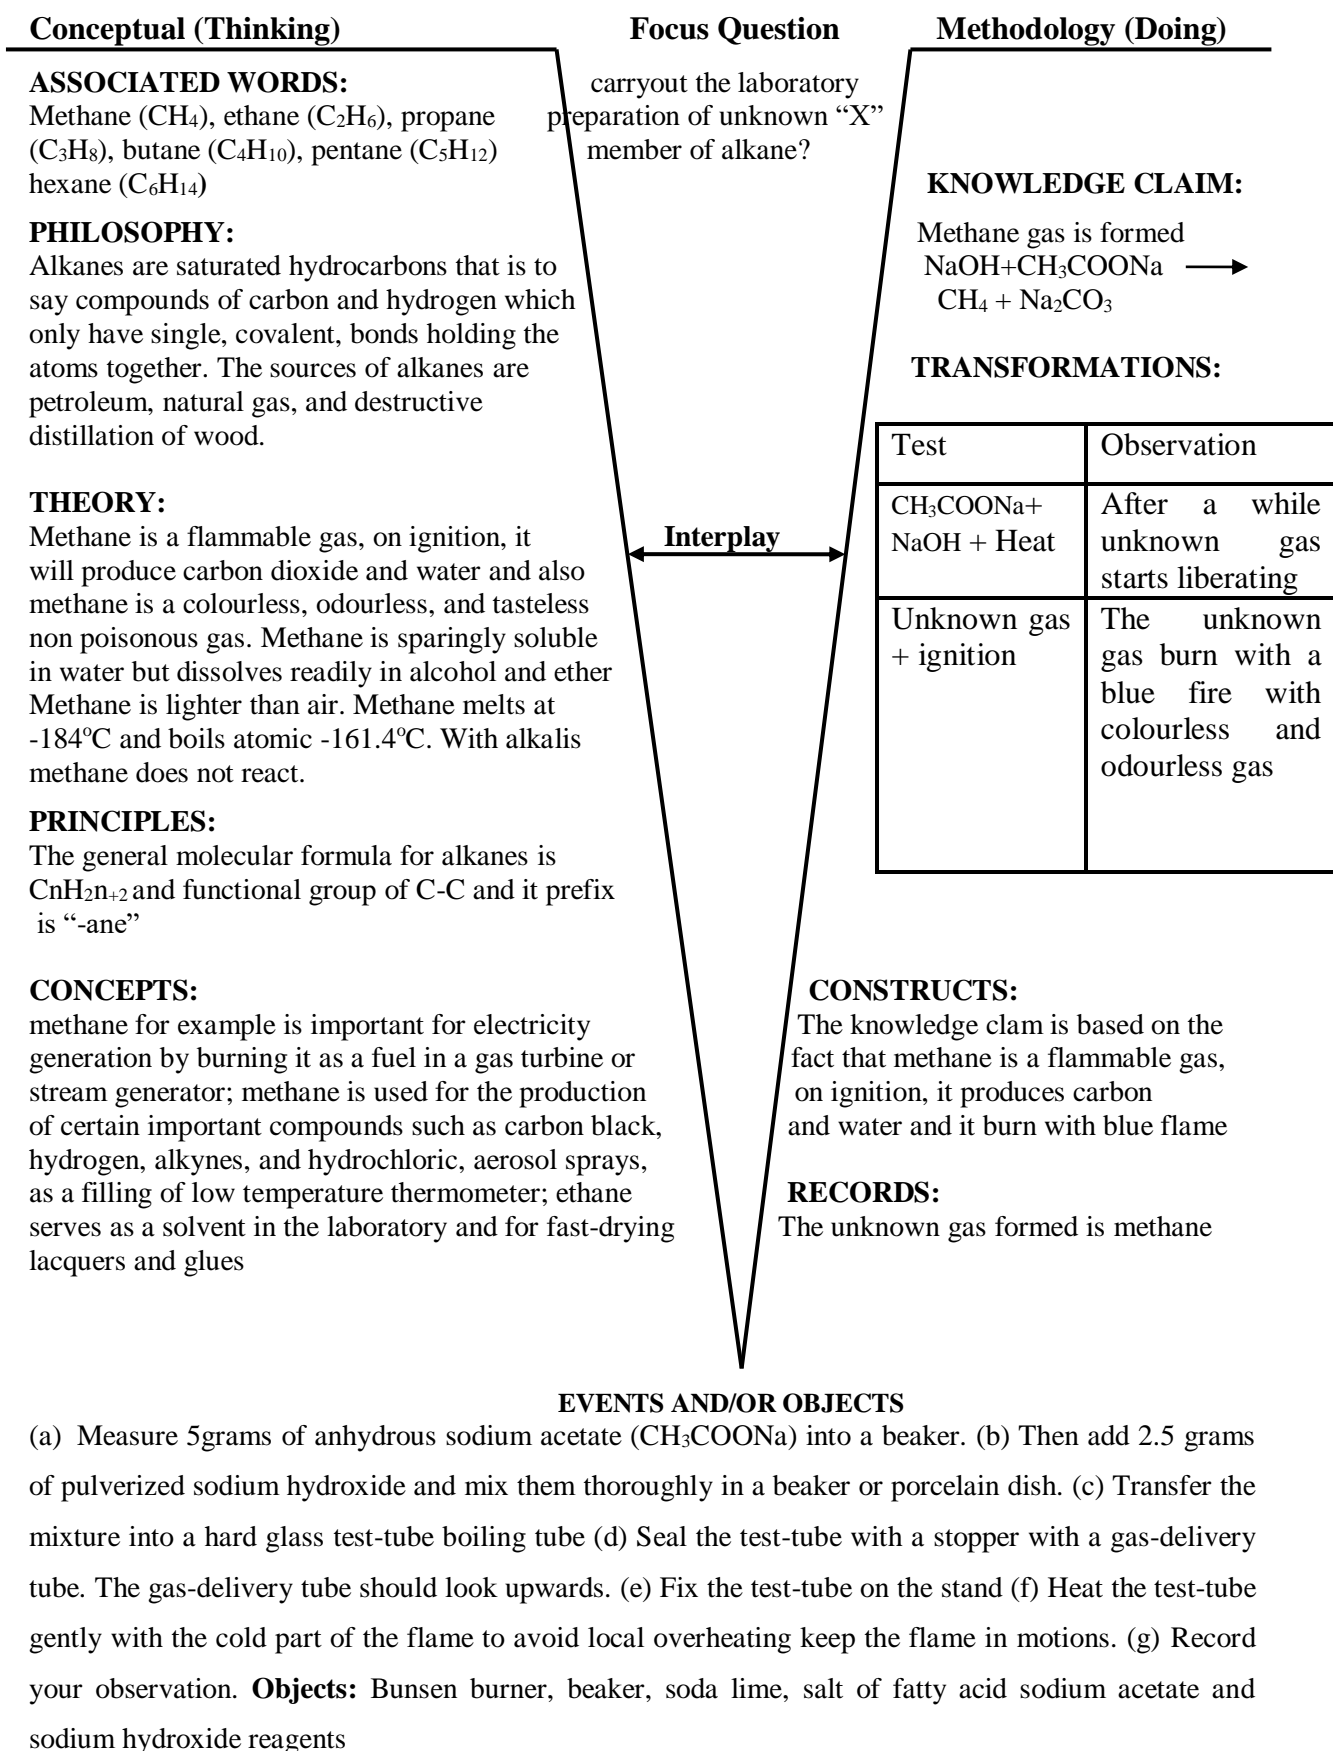 Conceptual (Thinking)
Focus Question
Methodology (Doing)
ASSOCIATED WORDS:
Methane (CH₄), ethane (C₂H₆), propane
(C₃H₈), butane (C₄H₁₀), pentane (C₅H₁₂)
hexane (C₆H₁₄)
PHILOSOPHY:
Alkanes are saturated hydrocarbons that is to
say compounds of carbon and hydrogen which
only have single, covalent, bonds holding the
atoms together. The sources of alkanes are
petroleum, natural gas, and destructive
distillation of wood.
THEORY:
Methane is a flammable gas, on ignition, it
will produce carbon dioxide and water and also
methane is a colourless, odourless, and tasteless
non poisonous gas. Methane is sparingly soluble
in water but dissolves readily in alcohol and ether
Methane is lighter than air. Methane melts at
-184ºC and boils atomic -161.4ºC. With alkalis
methane does not react.
PRINCIPLES:
The general molecular formula for alkanes is
CnH₂n₊₂ and functional group of C-C and it prefix
is “-ane”
CONCEPTS:
methane for example is important for electricity
generation by burning it as a fuel in a gas turbine or
stream generator; methane is used for the production
of certain important compounds such as carbon black,
hydrogen, alkynes, and hydrochloric, aerosol sprays,
as a filling of low temperature thermometer; ethane
serves as a solvent in the laboratory and for fast-drying
lacquers and glues
carryout the laboratory
preparation of unknown “X”
member of alkane?
Interplay
KNOWLEDGE CLAIM:
Methane gas is formed
NaOH+CH₃COONa ⟶
CH₄ + Na₂CO₃
TRANSFORMATIONS:
Test
Observation
CH₃COONa+
NaOH + Heat
After a while
unknown gas
starts liberating
Unknown gas
+ ignition
The unknown
gas burn with a
blue fire with
colourless and
odourless gas
CONSTRUCTS:
The knowledge clam is based on the
fact that methane is a flammable gas,
on ignition, it produces carbon
and water and it burn with blue flame
RECORDS:
The unknown gas formed is methane
EVENTS AND/OR OBJECTS
(a) Measure 5grams of anhydrous sodium acetate (CH₃COONa) into a beaker. (b) Then add 2.5 grams
of pulverized sodium hydroxide and mix them thoroughly in a beaker or porcelain dish. (c) Transfer the
mixture into a hard glass test-tube boiling tube (d) Seal the test-tube with a stopper with a gas-delivery
tube. The gas-delivery tube should look upwards. (e) Fix the test-tube on the stand (f) Heat the test-tube
gently with the cold part of the flame to avoid local overheating keep the flame in motions. (g) Record
your observation. Objects: Bunsen burner, beaker, soda lime, salt of fatty acid sodium acetate and
sodium hydroxide reagents